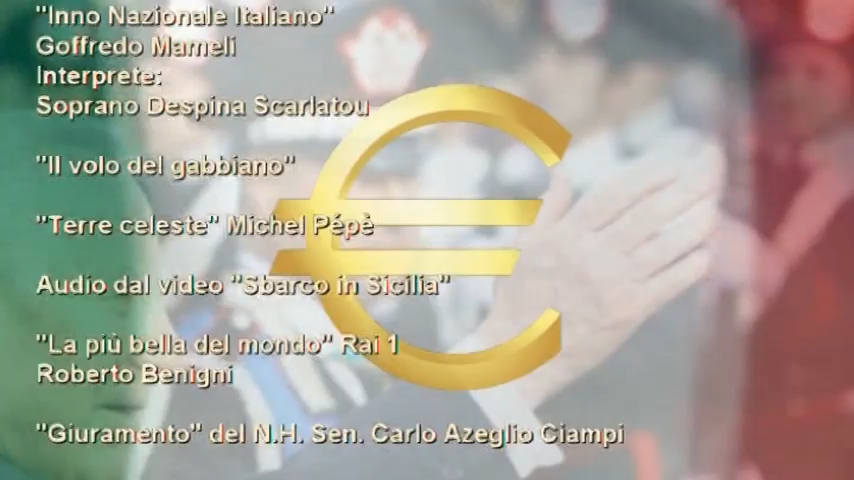 "Inno Nazionale Italiano"
Goffredo Mameli
Interprete:
Soprano Despina Scarlatou
"Il volo del gabbiano"
"Terre celeste" Michel Pépè
Audio dal video "Sbarco in Sicilia"
"La più bella del mondo" Rai 1
Roberto Benigni
"Giuramento" del N.H. Sen. Carlo Azeglio Ciampi